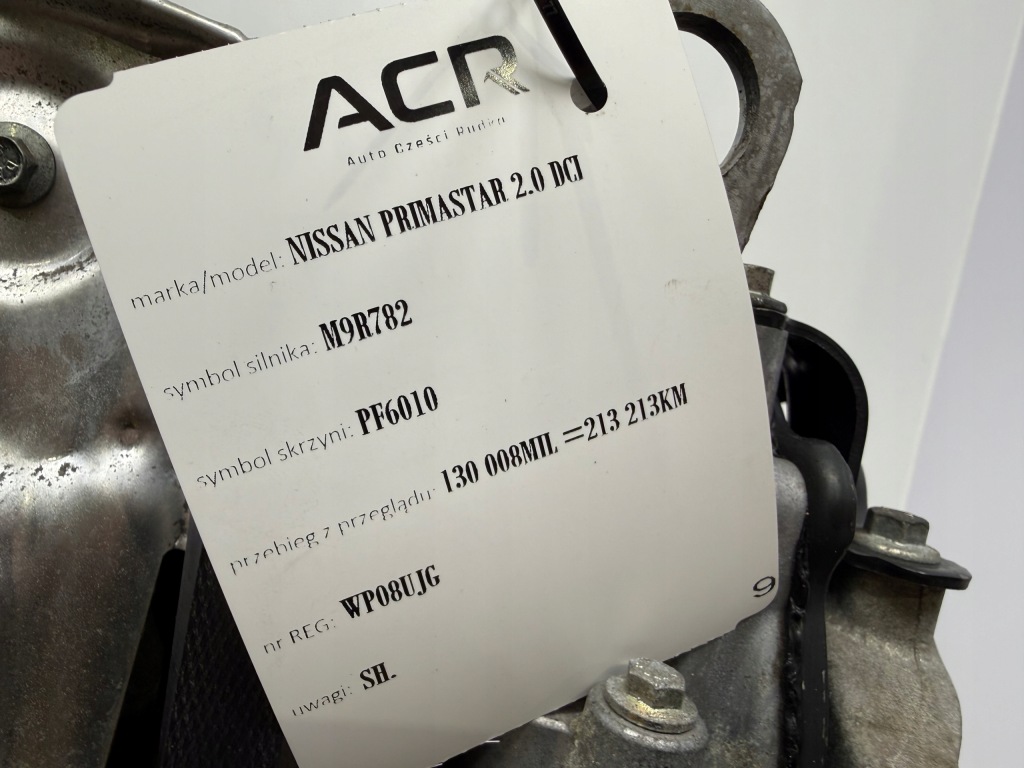 ACR
Auto Części Rudka
marka/model: NISSAN PRIMASTAR 2.0 DCI
symbol silnika: M9R782
symbol skrzyni: PF6010
przebieg z przeglądu: 130 008MIL =213 213KM
nr REG: WP08UJG
uwagi: SH.
9